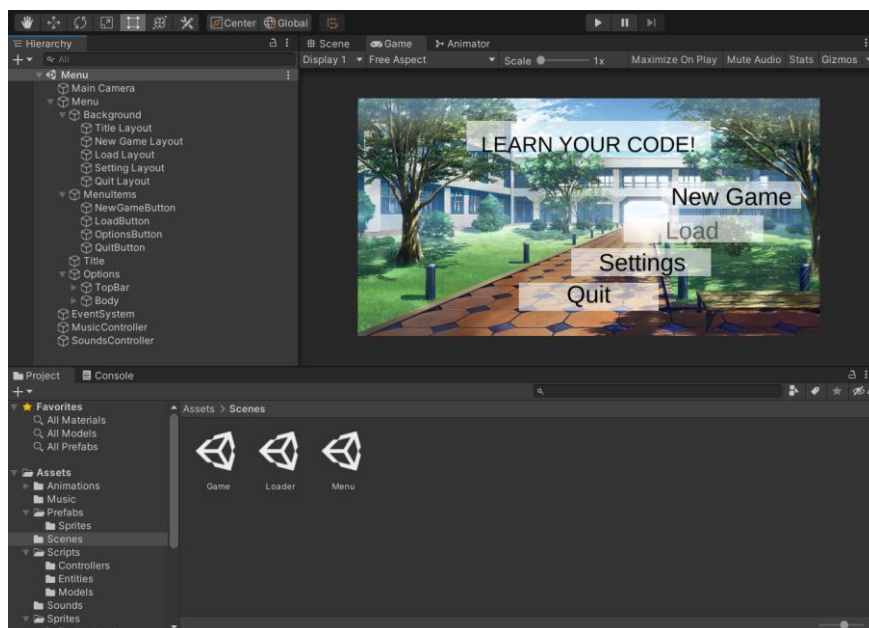 Center Global
Hierarchy
Scene Game Animator
All
Display 1 Free Aspect Scale 1x Maximize On Play Mute Audio Stats Gizmos
Menu
Main Camera
Menu
Background
Title Layout
New Game Layout
Load Layout
Setting Layout
Quit Layout
MenuItems
NewGameButton
LoadButton
OptionsButton
QuitButton
Title
Options
TopBar
Body
EventSystem
MusicController
SoundsController
LEARN YOUR CODE!
New Game
Load
Settings
Quit
Project Console
Favorites
All Materials
All Models
All Prefabs
Assets
Animations
Music
Prefabs
Sprites
Scenes
Scripts
Controllers
Entities
Models
Sounds
Sprites
Assets > Scenes
Game Loader Menu